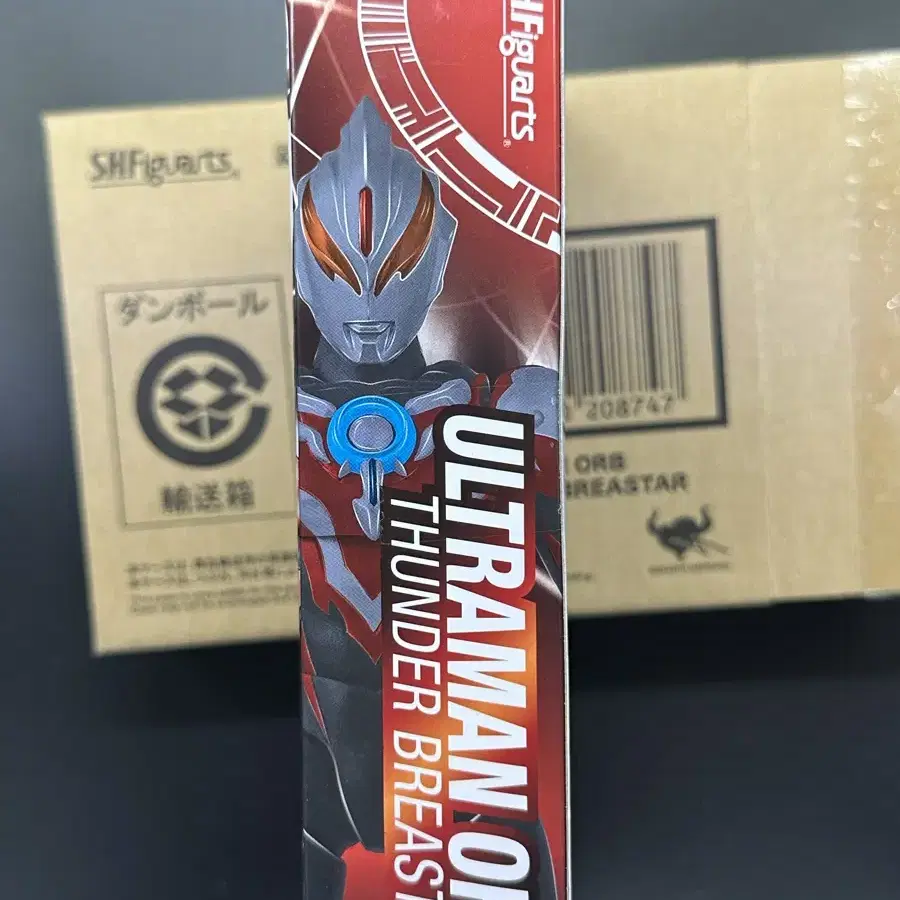 S.H.Figuarts
ULTRAMAN OR
THUNDER BREAST
S.H.Figuarts
ダンボール
輸送箱
208747
ORB
BREASTAR